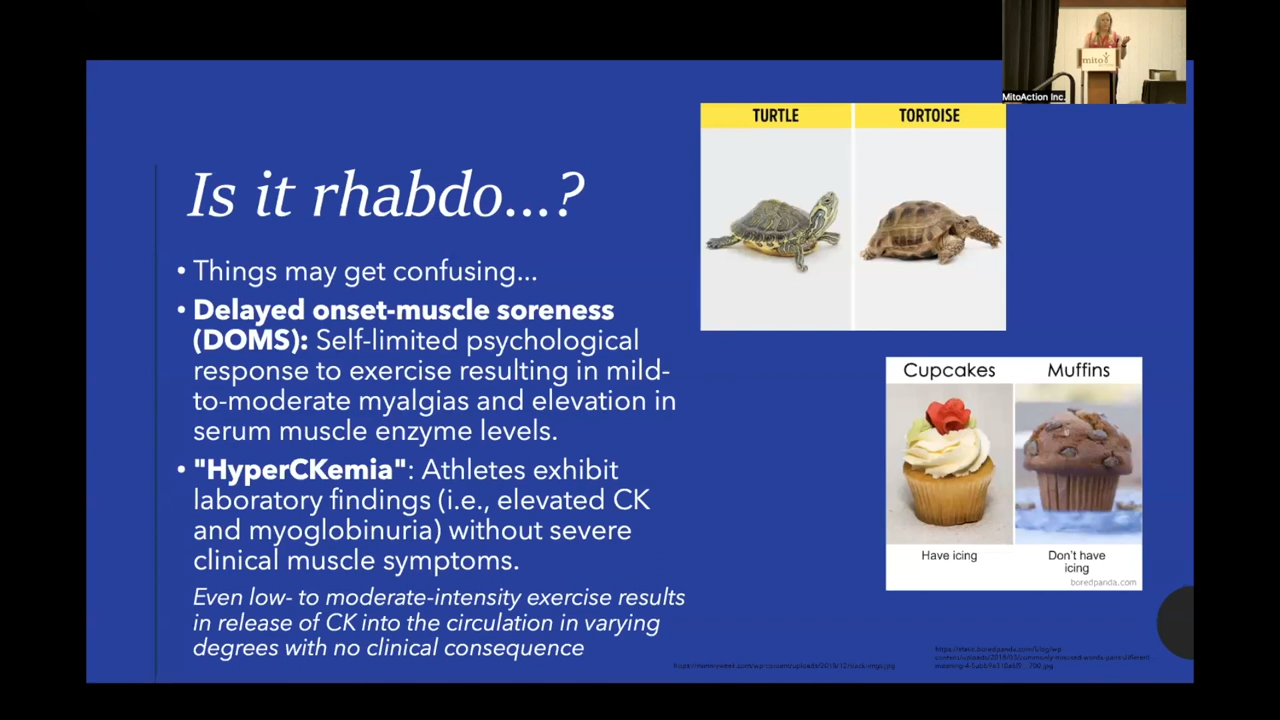 MitoAction Inc.
mito
TURTLE
TORTOISE
Is it rhabdo...?
• Things may get confusing...
• Delayed onset-muscle soreness
(DOMS): Self-limited psychological
response to exercise resulting in mild-
to-moderate myalgias and elevation in
serum muscle enzyme levels.
• "HyperCKemia": Athletes exhibit
laboratory findings (i.e., elevated CK
and myoglobinuria) without severe
clinical muscle symptoms.
Even low- to moderate-intensity exercise results
in release of CK into the circulation in varying
degrees with no clinical consequence
Cupcakes
Muffins
Have icing
Don't have
icing
boredpanda.com